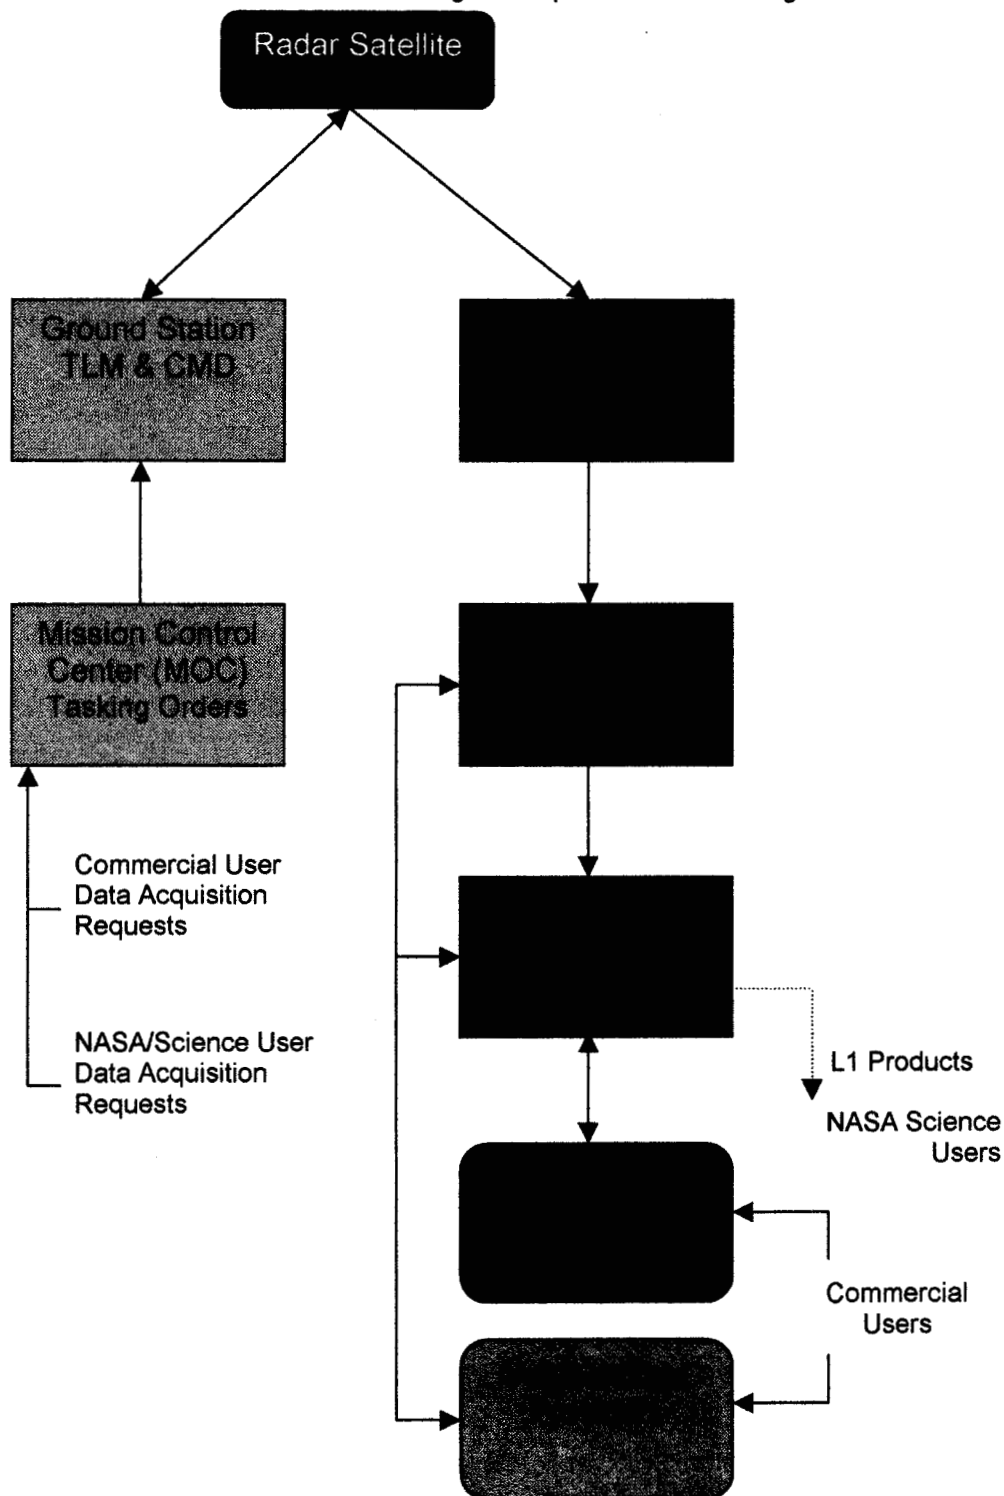 Radar Satellite
Ground Station
TLM & CMD
Mission Control
Center (MOC)
Tasking Orders
Commercial User
Data Acquisition
Requests
NASA/Science User
Data Acquisition
Requests
L1 Products
NASA Science
Users
Commercial
Users